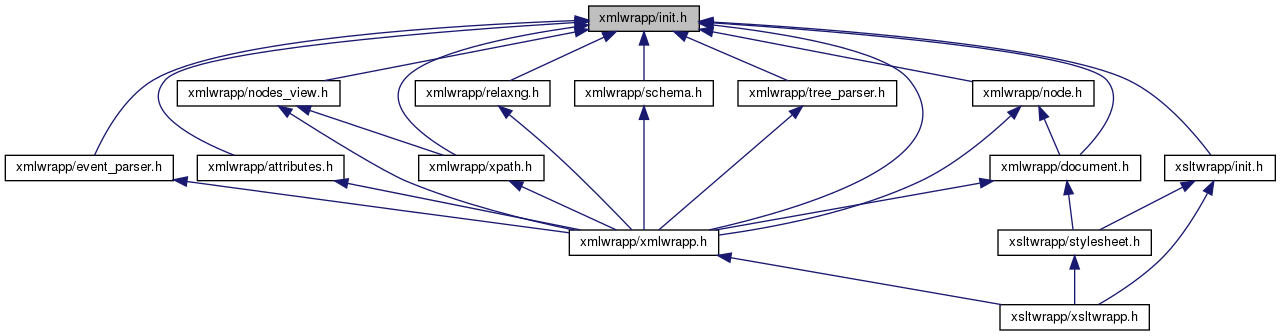 xmlwrapp/init.h
xmlwrapp/nodes_view.h
xmlwrapp/relaxng.h
xmlwrapp/schema.h
xmlwrapp/tree_parser.h
xmlwrapp/node.h
xmlwrapp/event_parser.h
xmlwrapp/attributes.h
xmlwrapp/xpath.h
xmlwrapp/document.h
xsltwrapp/init.h
xmlwrapp/xmlwrapp.h
xsltwrapp/stylesheet.h
xsltwrapp/xsltwrapp.h